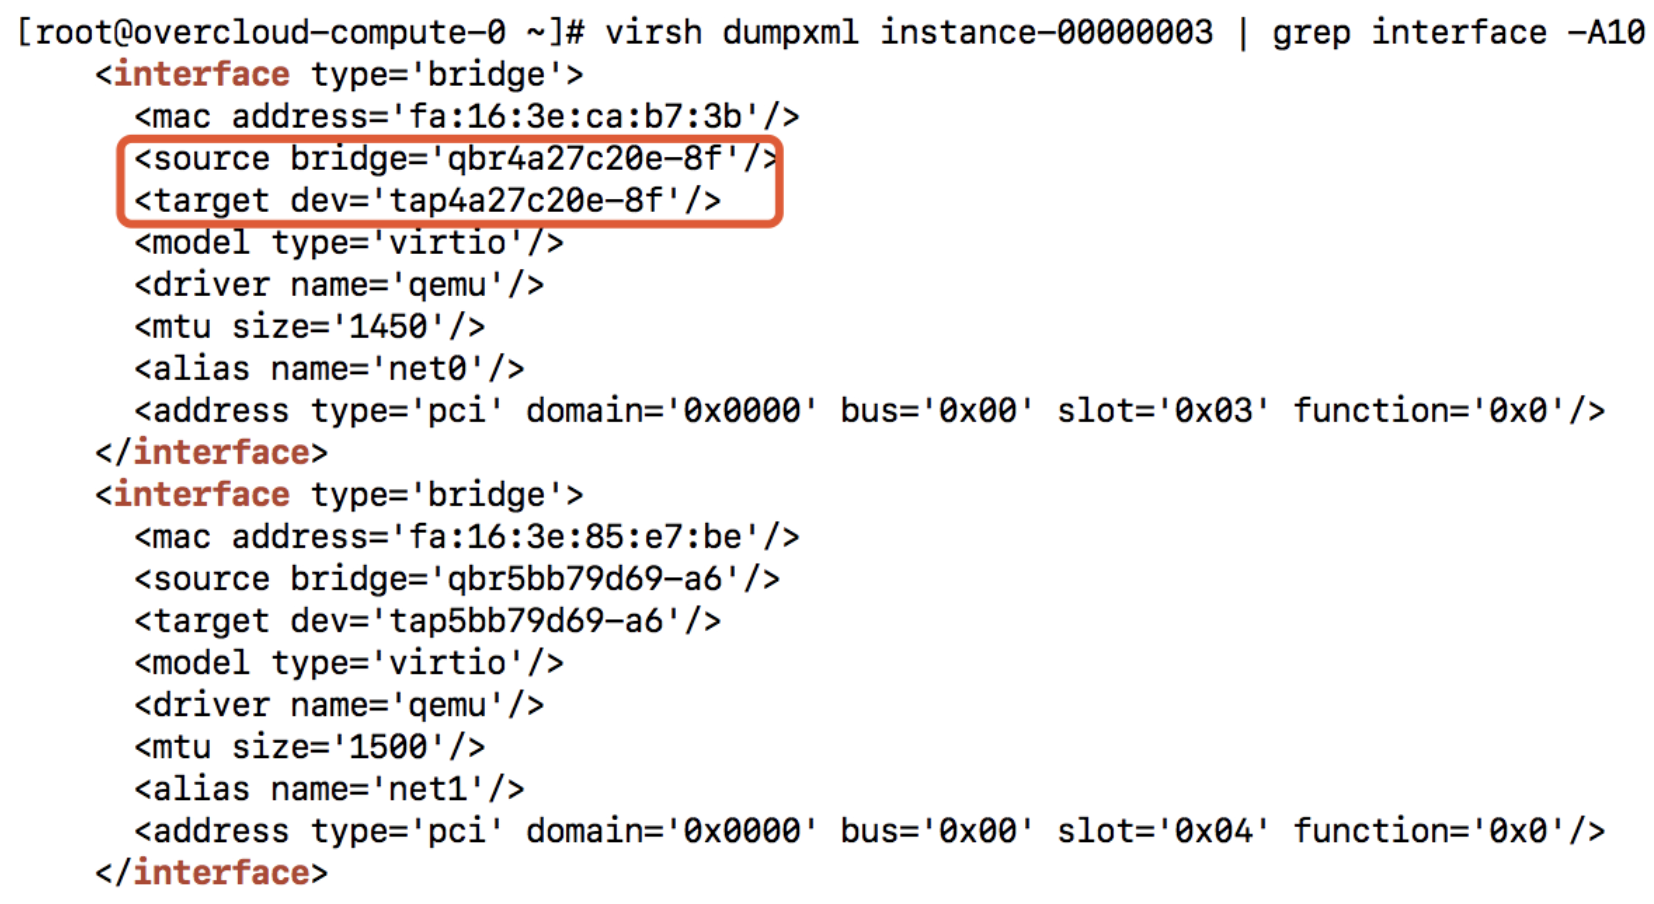 [root@overcloud-compute-0 ~]# virsh dumpxml instance-00000003 | grep interface -A10
<interface type='bridge'>
<mac address='fa:16:3e:ca:b7:3b'/>
<source bridge='qbr4a27c20e-8f'/>
<target dev='tap4a27c20e-8f'/>
<model type='virtio'/>
<driver name='qemu'/>
<mtu size='1450'/>
<alias name='net0'/>
<address type='pci' domain='0x0000' bus='0x00' slot='0x03' function='0x0'/>
</interface>
<interface type='bridge'>
<mac address='fa:16:3e:85:e7:be'/>
<source bridge='qbr5bb79d69-a6'/>
<target dev='tap5bb79d69-a6'/>
<model type='virtio'/>
<driver name='qemu'/>
<mtu size='1500'/>
<alias name='net1'/>
<address type='pci' domain='0x0000' bus='0x00' slot='0x04' function='0x0'/>
</interface>